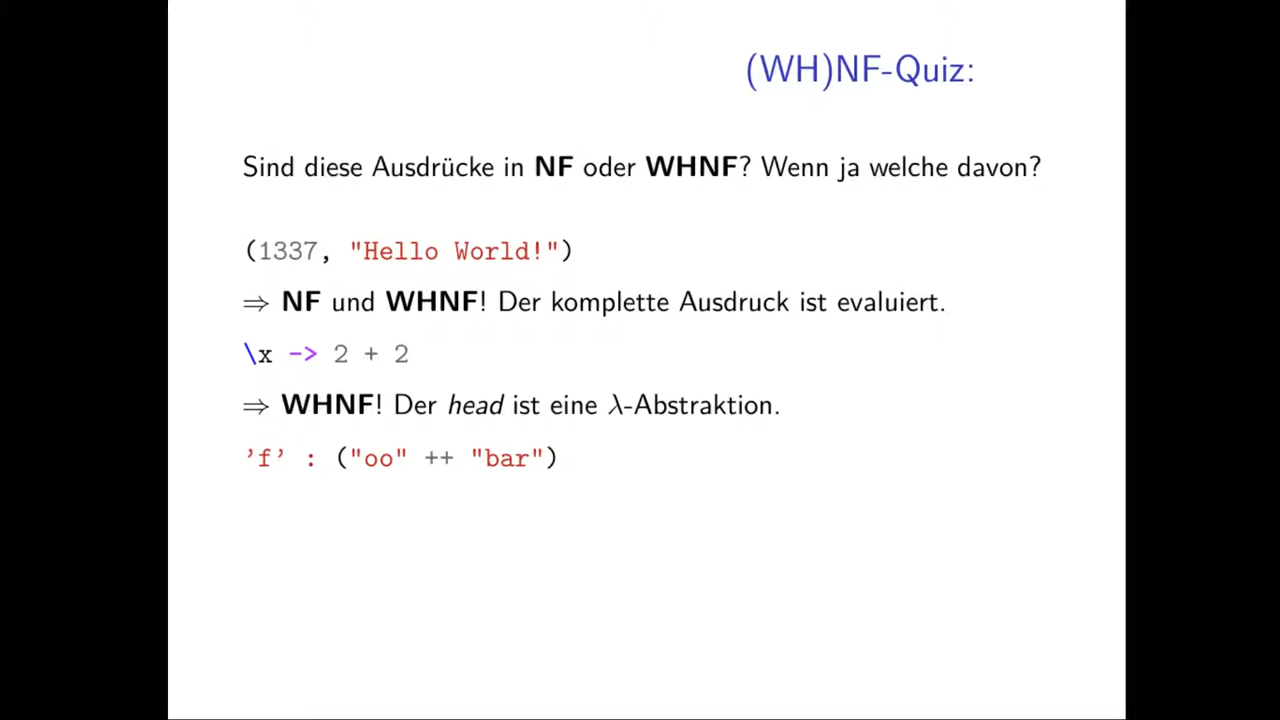 (WH)NF-Quiz:
Sind diese Ausdrücke in NF oder WHNF? Wenn ja welche davon?
(1337, "Hello World!")
⇒ NF und WHNF! Der komplette Ausdruck ist evaluiert.
\x -> 2 + 2
⇒ WHNF! Der head ist eine λ-Abstraktion.
’f’ : ("oo" ++ "bar")